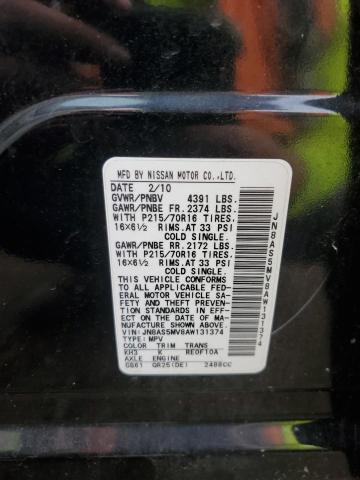 MFD BY NISSAN MOTOR CO.,LTD.
DATE 2/10
GVWR/PNBV 4391 LBS.
GAWR/PNBE FR. 2374 LBS.
WITH P215/70R16 TIRES.
16X6½ RIMS.AT 33 PSI
COLD SINGLE.
GAWR/PNBE RR. 2172 LBS.
WITH P215/70R16 TIRES.
16X6½ RIMS.AT 33 PSI
COLD SINGLE.
THIS VEHICLE CONFORMS
TO ALL APPLICABLE FED-
ERAL MOTOR VEHICLE SA-
FETY AND THEFT PREVEN-
TION STANDARDS IN EFF-
ECT ON THE DATE OF MA-
NUFACTURE SHOWN ABOVE.
VIN:JN8AS5MV8AW131374
TYPE:MPV
COLOR TRIM TRANS
KH3 K RE0F10A
AXLE ENGINE
GB61 QR25(DE) 2488CC
JN8AS5MV8AW131374